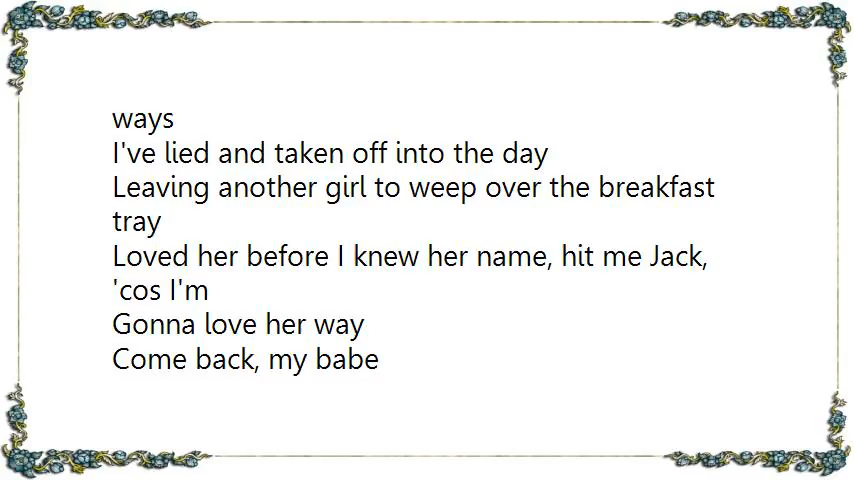 ways
I've lied and taken off into the day
Leaving another girl to weep over the breakfast
tray
Loved her before I knew her name, hit me Jack,
'cos I'm
Gonna love her way
Come back, my babe